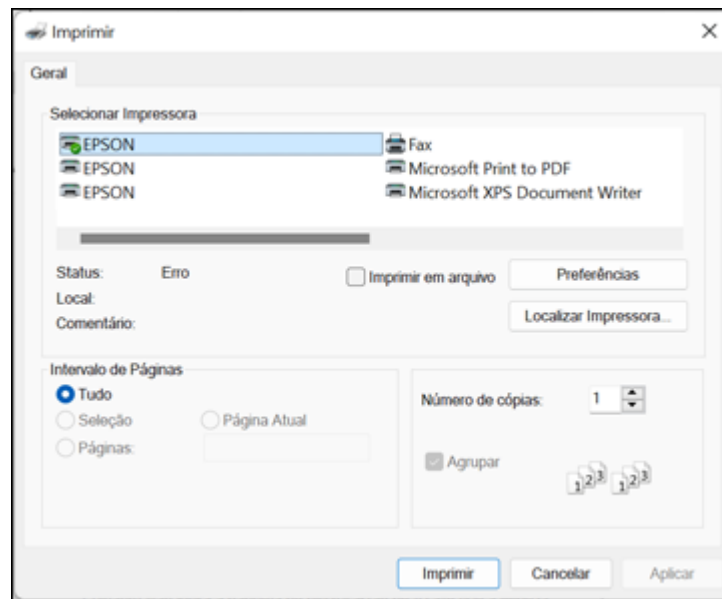 Imprimir
Geral
Selecionar Impressora
EPSON Fax
EPSON Microsoft Print to PDF
EPSON Microsoft XPS Document Writer
Status: Erro Imprimir em arquivo Preferências
Local:
Comentário: Localizar Impressora...
Intervalo de Páginas
Tudo
Seleção Página Atual
Páginas:
Número de cópias: 1
Agrupar
1 2 3 1 2 3
Imprimir Cancelar Aplicar